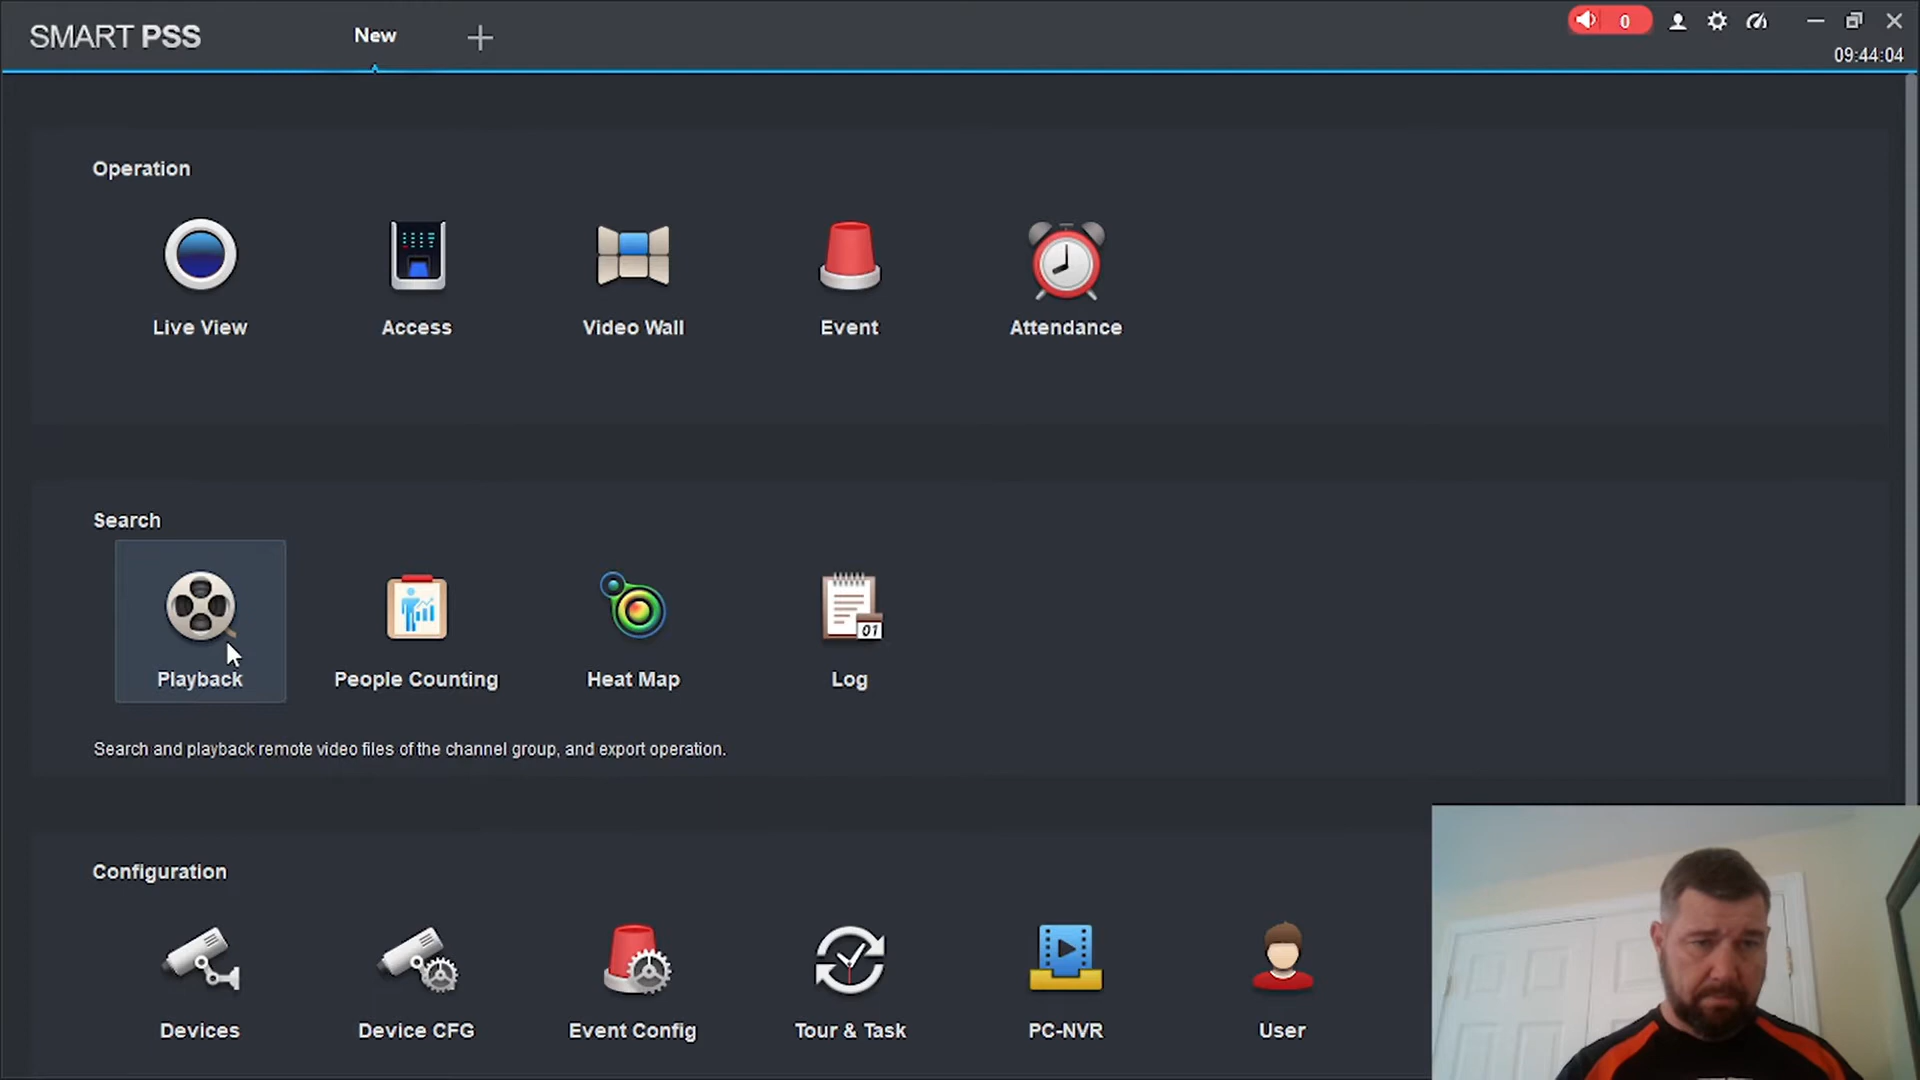 SMART PSS
New
0
09:44:04
Operation
Live View
Access
Video Wall
Event
Attendance
Search
Playback
People Counting
Heat Map
01
Log
Search and playback remote video files of the channel group, and export operation.
Configuration
Devices
Device CFG
Event Config
Tour & Task
PC-NVR
User